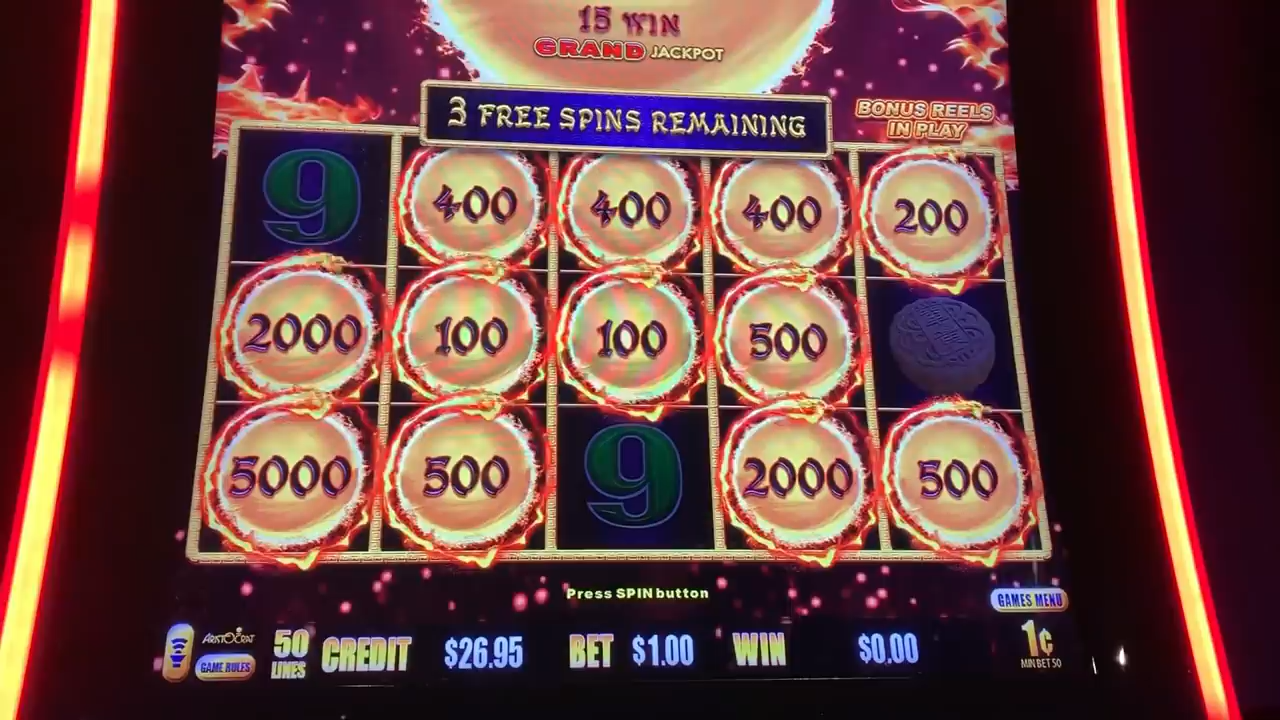 15 WIN
GRAND JACKPOT
3 FREE SPINS REMAINING
BONUS REELS
IN PLAY
9 400 400 400 200
2000 100 100 500
5000 500 9 2000 500
Press SPIN button
GAMES MENU
ARISTOCRAT
GAME RULES
50
LINES
CREDIT $26.95 BET $1.00 WIN $0.00
1¢
MIN BET 50